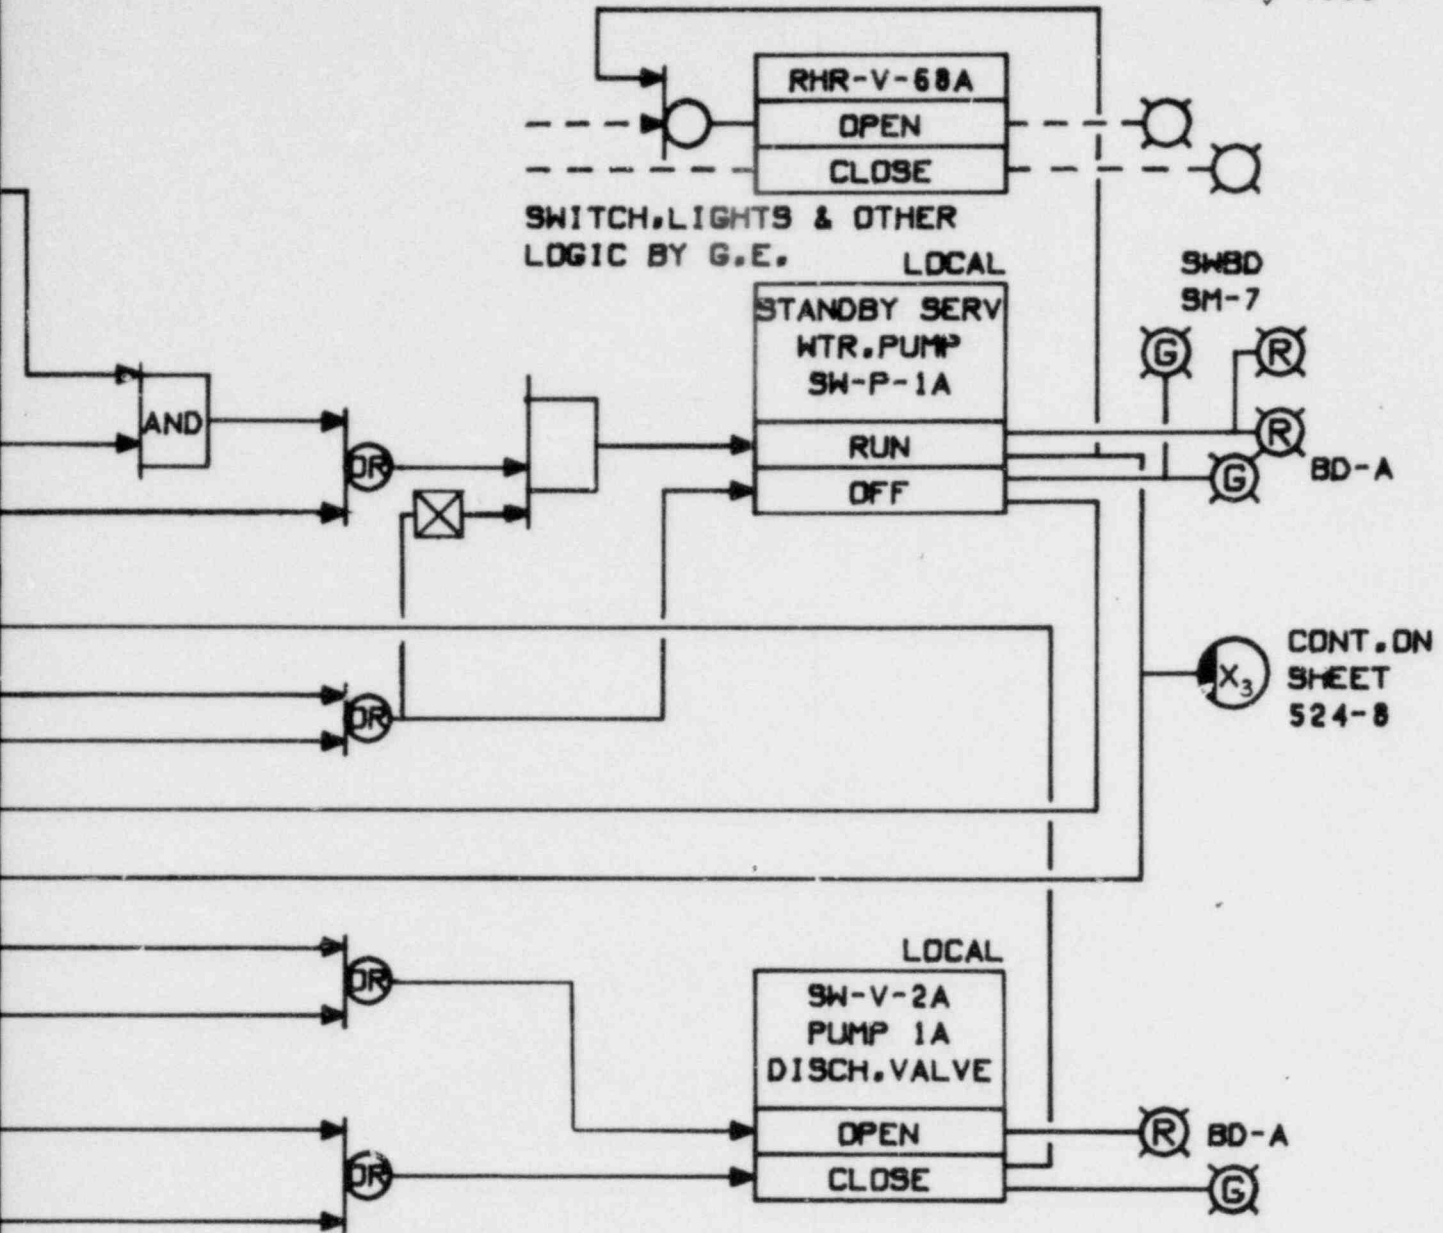 RHR-V-68A
OPEN
CLOSE
SWITCH,LIGHTS & OTHER
LOGIC BY G.E.
LOCAL
STANDBY SERV
WTR.PUMP
SW-P-1A
RUN
OFF
SWBD
SM-7
G
R
R
G
BD-A
AND
OR
OR
X3
CONT.ON
SHEET
524-8
OR
LOCAL
SW-V-2A
PUMP 1A
DISCH.VALVE
OPEN
CLOSE
R
BD-A
G
OR